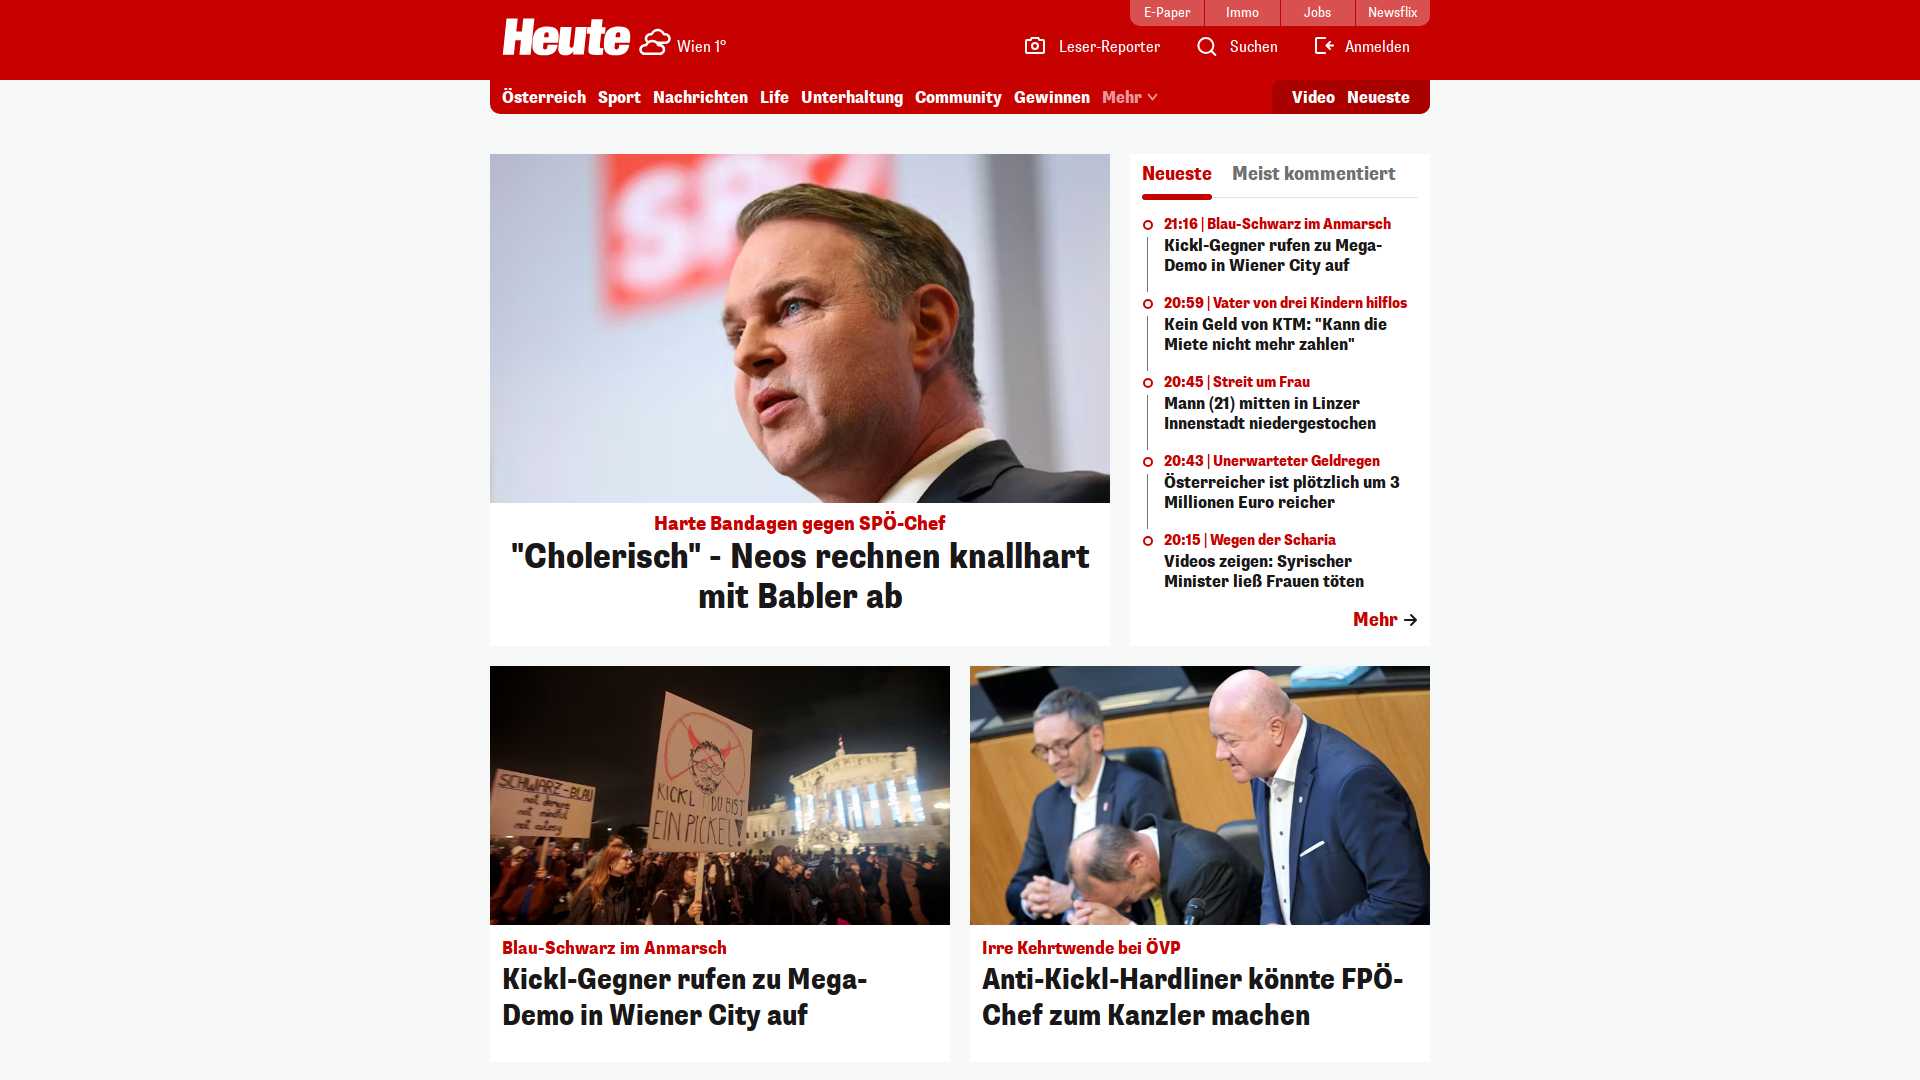 E-Paper
Immo
Jobs
Newsflix
Heute
Wien 1°
Leser-Reporter
Suchen
Anmelden
Österreich
Sport
Nachrichten
Life
Unterhaltung
Community
Gewinnen
Mehr
Video
Neueste
Harte Bandagen gegen SPÖ-Chef
"Cholerisch" - Neos rechnen knallhart
mit Babler ab
Neueste
Meist kommentiert
21:16 | Blau-Schwarz im Anmarsch
Kickl-Gegner rufen zu Mega-
Demo in Wiener City auf
20:59 | Vater von drei Kindern hilflos
Kein Geld von KTM: "Kann die
Miete nicht mehr zahlen"
20:45 | Streit um Frau
Mann (21) mitten in Linzer
Innenstadt niedergestochen
20:43 | Unerwarteter Geldregen
Österreicher ist plötzlich um 3
Millionen Euro reicher
20:15 | Wegen der Scharia
Videos zeigen: Syrischer
Minister ließ Frauen töten
Mehr
SCHWARZ-BLAU
not demure
not mindful
not cutesy
KICKL DU BIST
EIN PICKEL!
Blau-Schwarz im Anmarsch
Kickl-Gegner rufen zu Mega-
Demo in Wiener City auf
Irre Kehrtwende bei ÖVP
Anti-Kickl-Hardliner könnte FPÖ-
Chef zum Kanzler machen